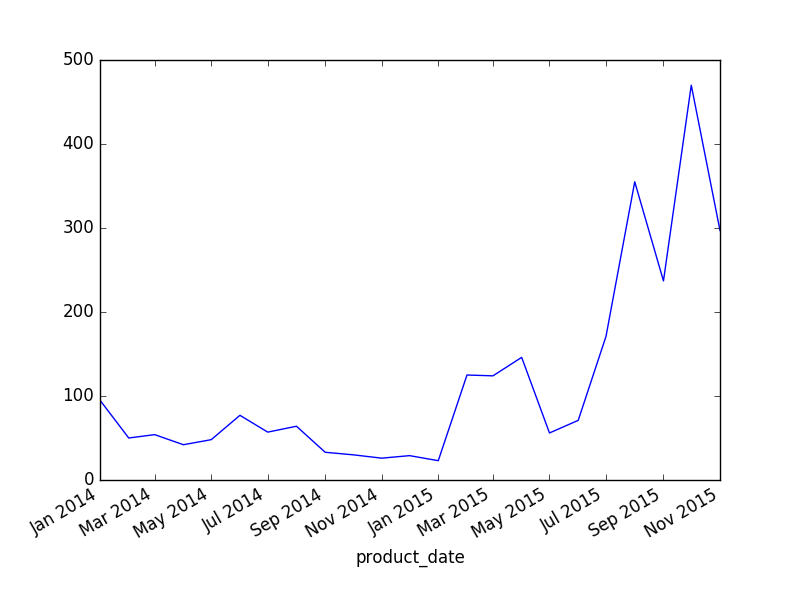 500
400
300
200
100
0
Jan 2014
Mar 2014
May 2014
Jul 2014
Sep 2014
Nov 2014
Jan 2015
Mar 2015
May 2015
Jul 2015
Sep 2015
Nov 2015
product_date